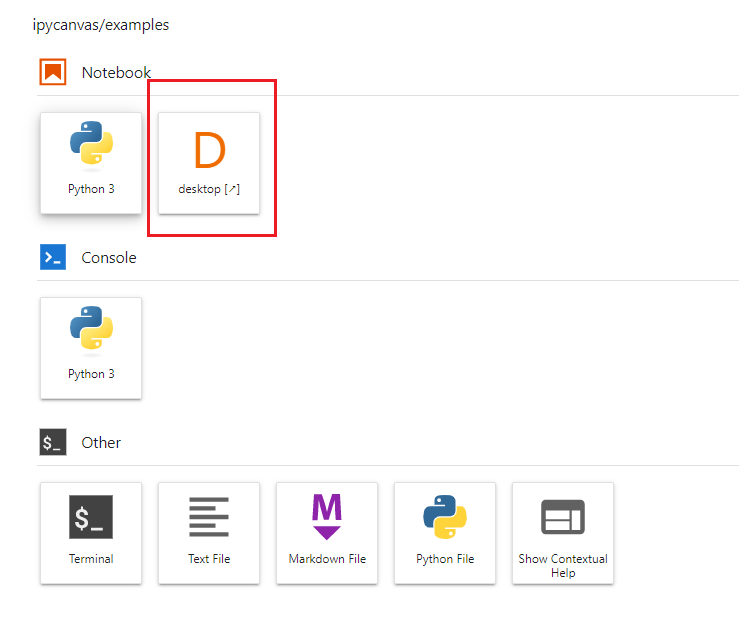 ipycanvas/examples
Notebook
Python 3
D
desktop [↗]
Console
Python 3
$_ Other
$_
M
Terminal
Text File
Markdown File
Python File
Show Contextual
Help